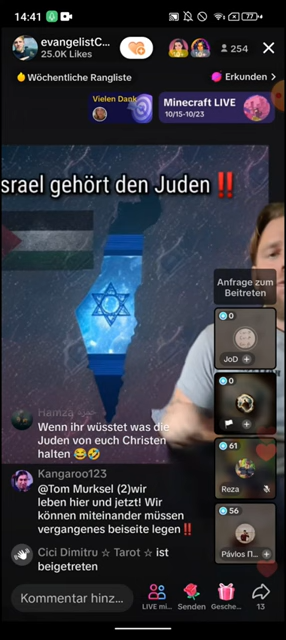 14:41
77
evangelistC...
25.0K Likes
254
Wöchentliche Rangliste
Erkunden >
Vielen Dank
Minecraft LIVE
10/15-10/23
srael gehört den Juden ‼️
Anfrage zum
Beitreten
0
JoD +
0
+
61
Reza
56
Pávlos Π... +
Wenn ihr wüsstet was die
Juden von euch Christen
halten 😂🤣
Kangaroo123
@Tom Murksel (2)wir
leben hier und jetzt! Wir
können miteinander müssen
vergangenes beiseite legen‼️
Cici Dimitru ☆ Tarot ☆ ist
beigetreten
Kommentar hinz...
LIVE mi...
Senden
Gesche...
13